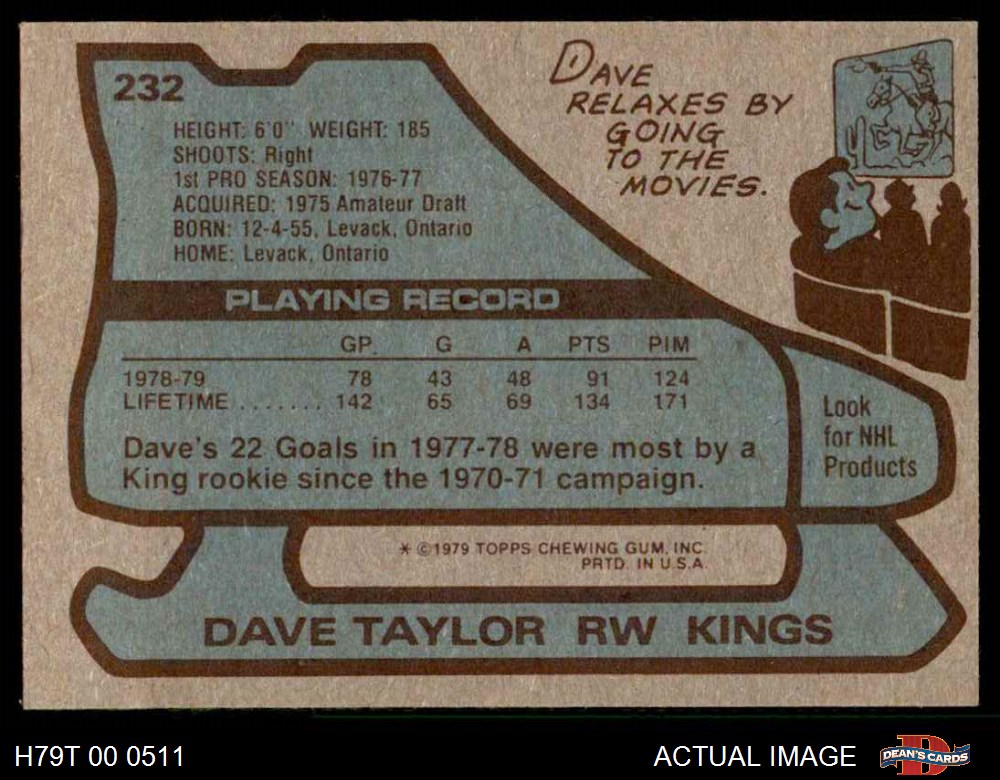 232
HEIGHT: 6'0" WEIGHT: 185
SHOOTS: Right
1st PRO SEASON: 1976-77
ACQUIRED: 1975 Amateur Draft
BORN: 12-4-55, Levack, Ontario
HOME: Levack, Ontario
DAVE
RELAXES BY
GOING
TO THE
MOVIES.
PLAYING RECORD
GP G A PTS PIM
1978-79 78 43 48 91 124
LIFETIME ....... 142 65 69 134 171
Dave's 22 Goals in 1977-78 were most by a
King rookie since the 1970-71 campaign.
Look
for NHL
Products
* ©1979 TOPPS CHEWING GUM, INC.
PRTD. IN U.S.A.
DAVE TAYLOR RW KINGS
H79T 00 0511
ACTUAL IMAGE
DEAN'S CARDS